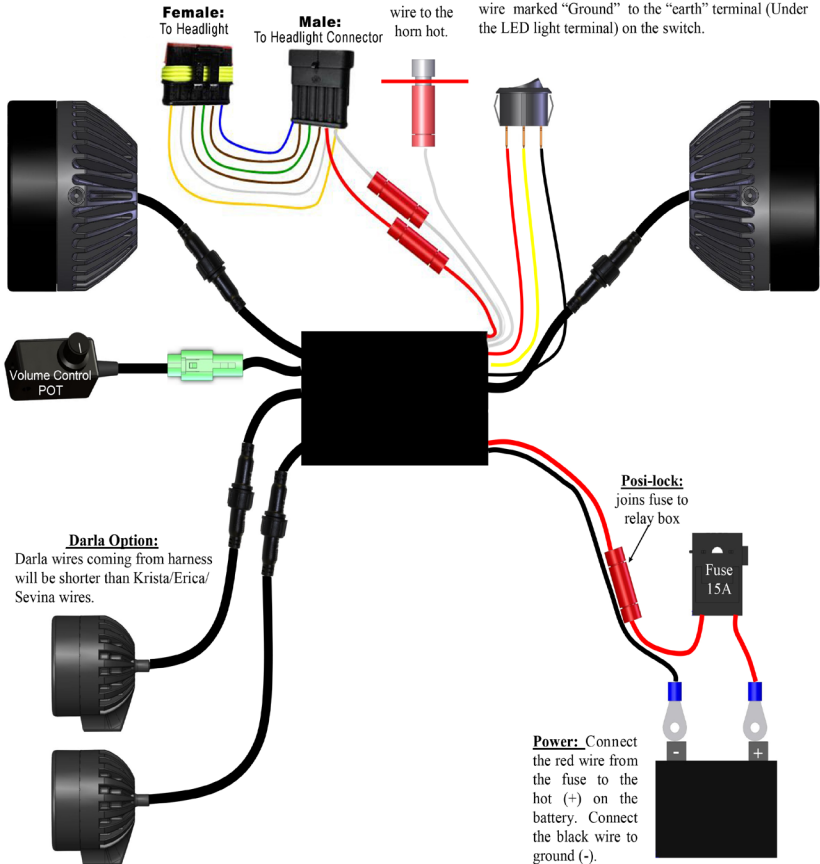 Female:
To Headlight
Male:
To Headlight Connector
wire to the
horn hot.
wire marked “Ground” to the “earth” terminal (Under
the LED light terminal) on the switch.
Volume Control
POT
Posi-lock:
joins fuse to
relay box
Fuse
15A
Darla Option:
Darla wires coming from harness
will be shorter than Krista/Erica/
Sevina wires.
Power: Connect
the red wire from
the fuse to the
hot (+) on the
battery. Connect
the black wire to
ground (-).
-
+